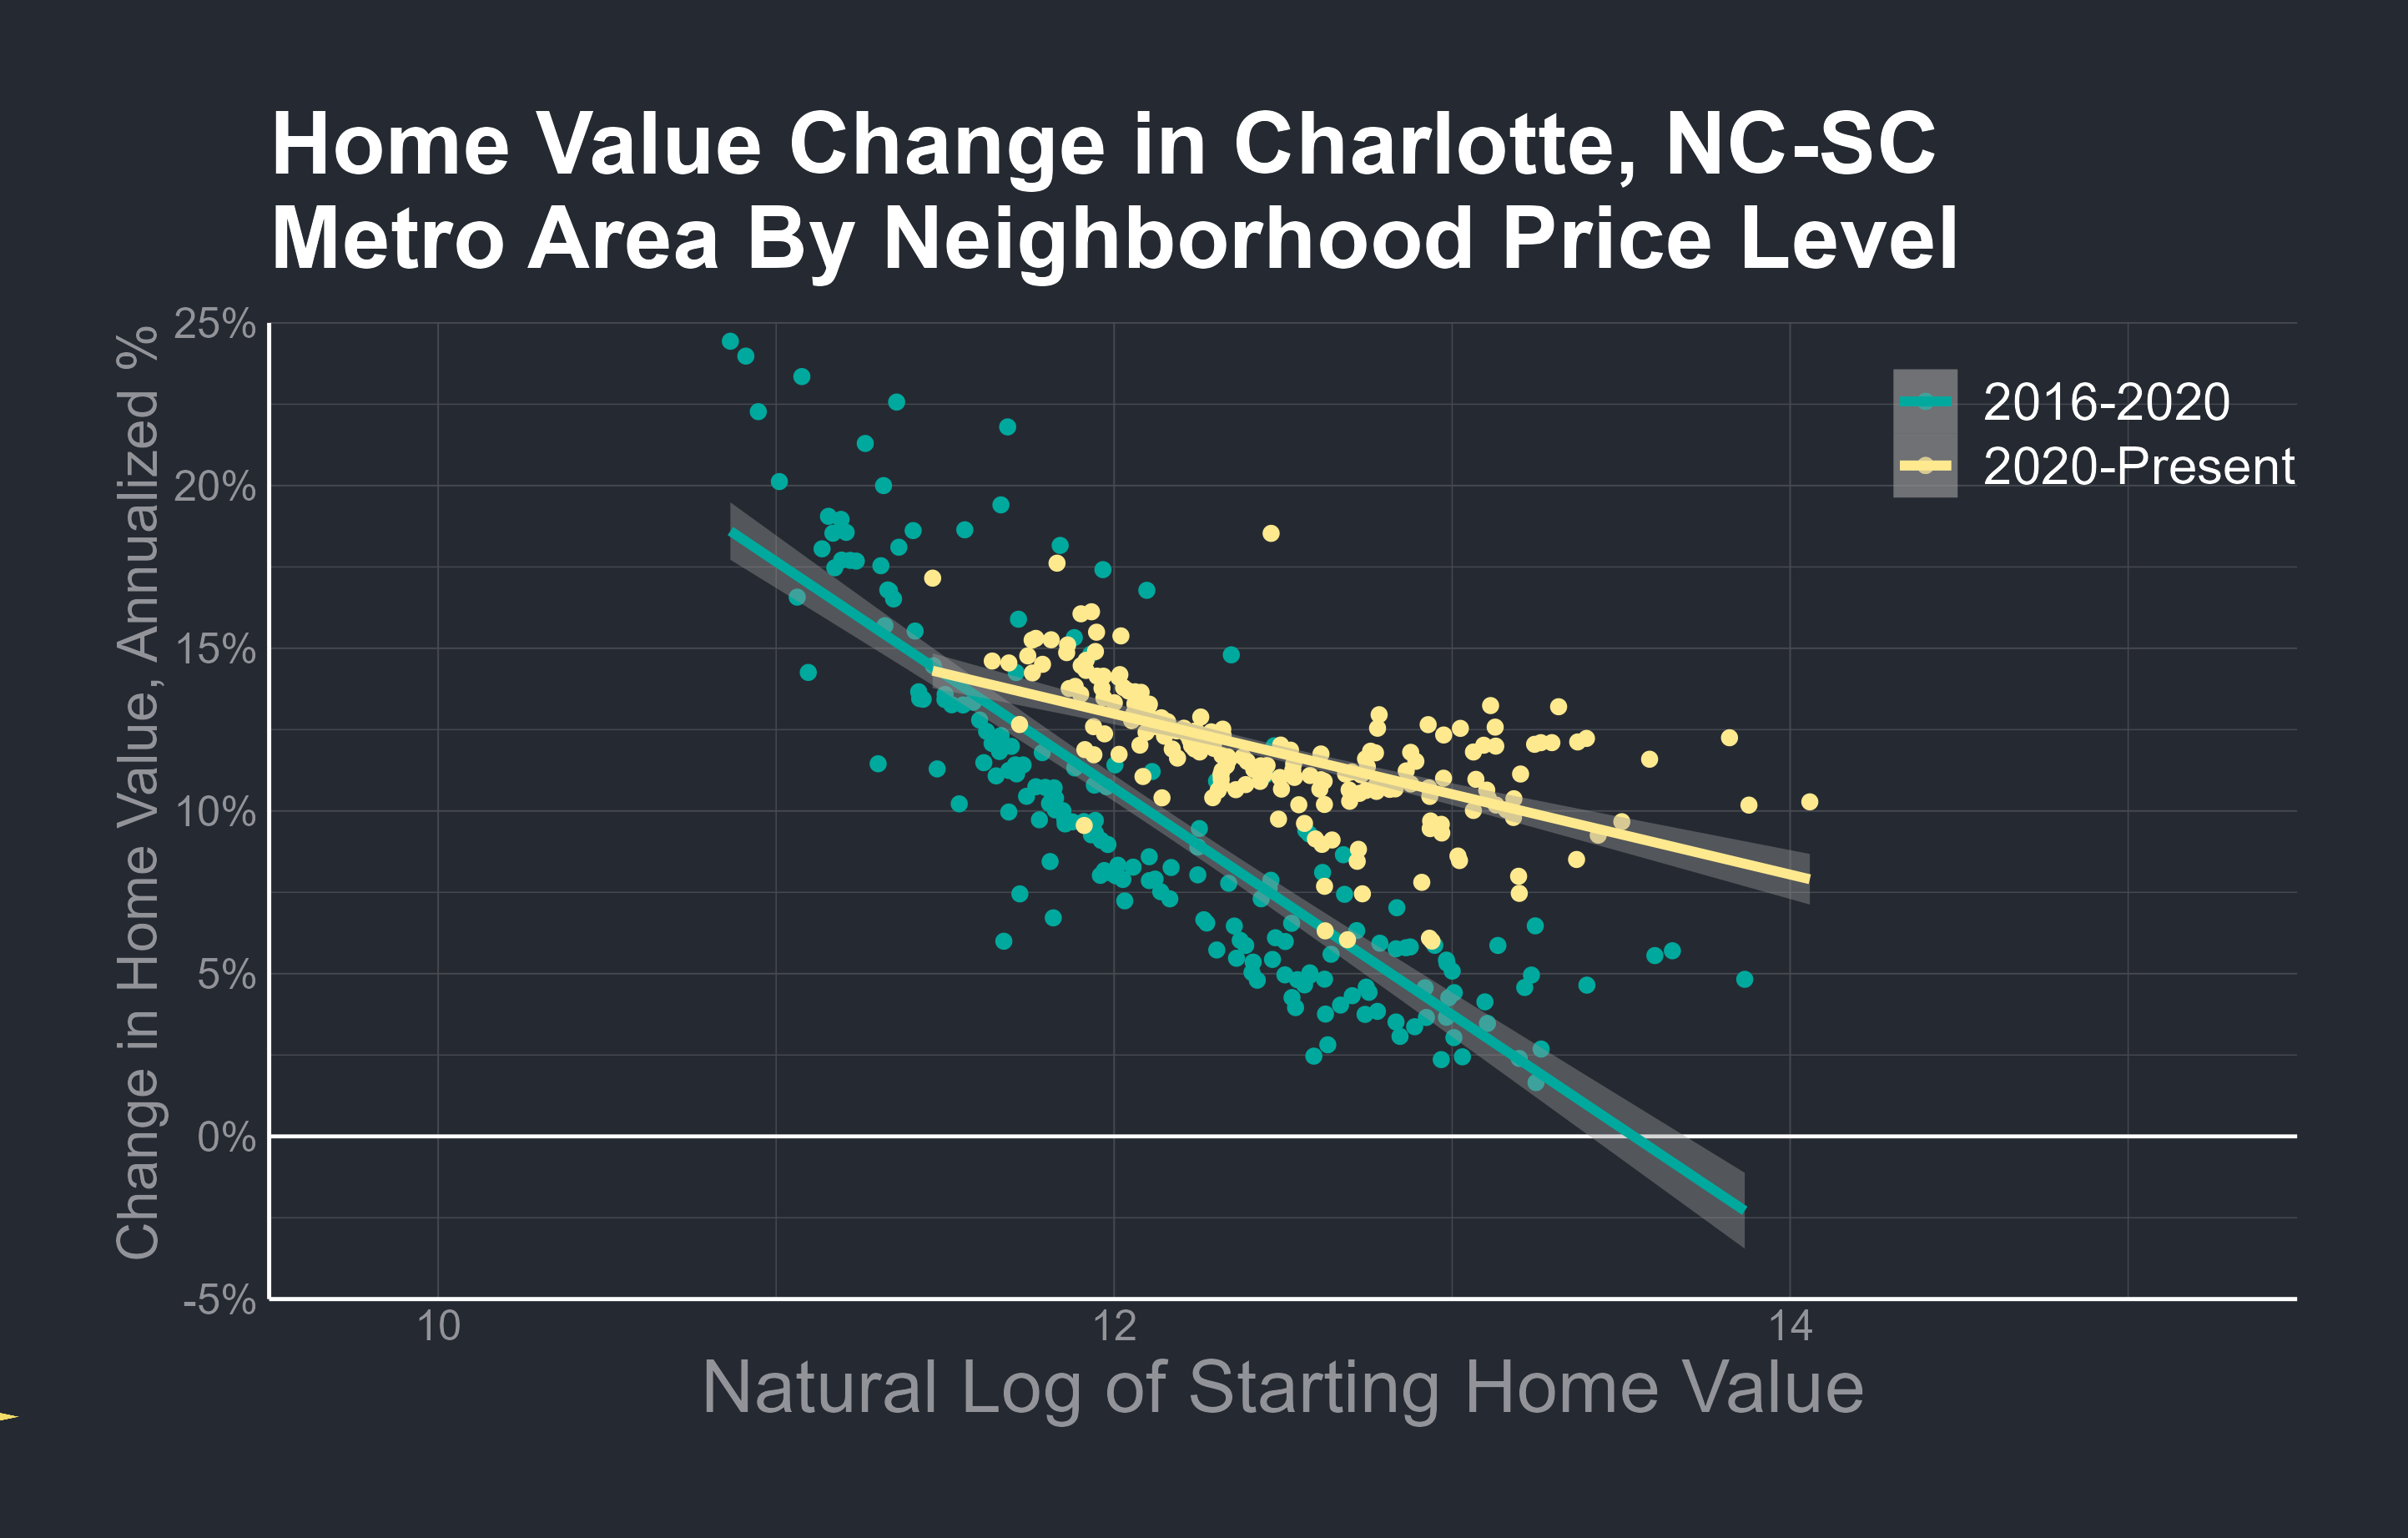 Home Value Change in Charlotte, NC-SC
Metro Area By Neighborhood Price Level
Change in Home Value, Annualized %
25%
20%
15%
10%
5%
0%
-5%
2016-2020
2020-Present
10
12
14
Natural Log of Starting Home Value